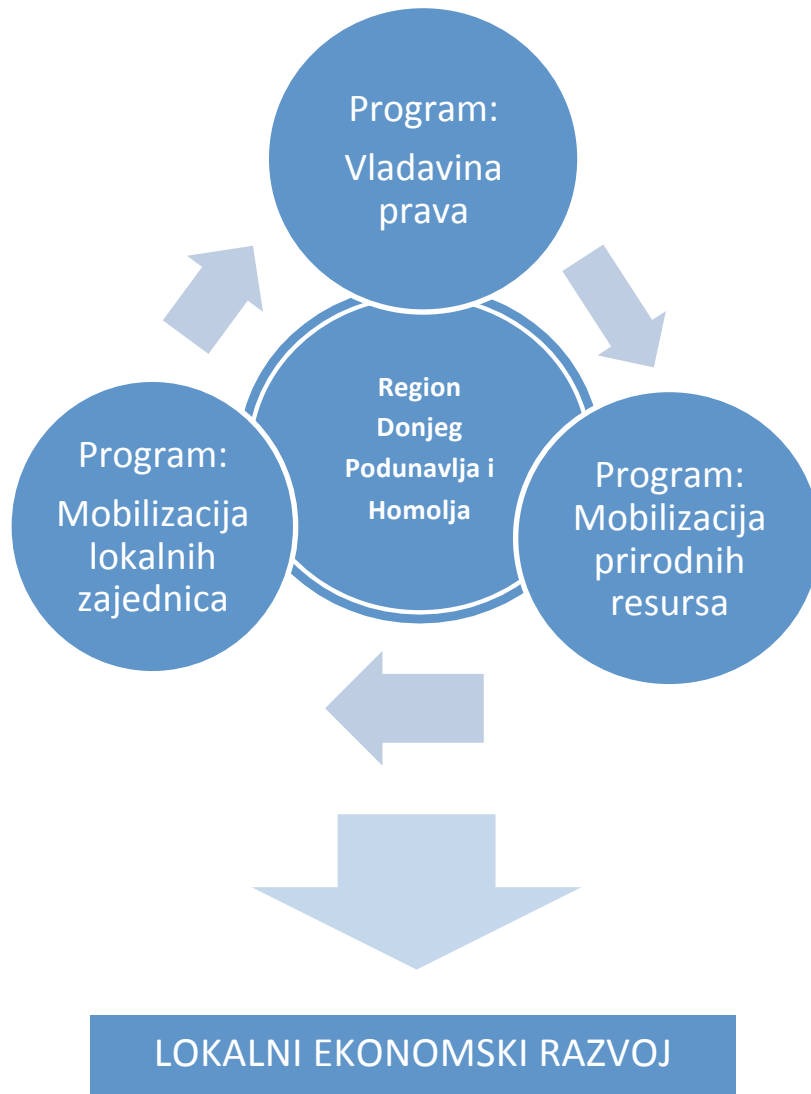 Program:
Vladavina
prava
Region
Donjeg
Podunavlja i
Homolja
Program:
Mobilizacija
lokalnih
zajednica
Program:
Mobilizacija
prirodnih
resursa
LOKALNI EKONOMSKI RAZVOJ